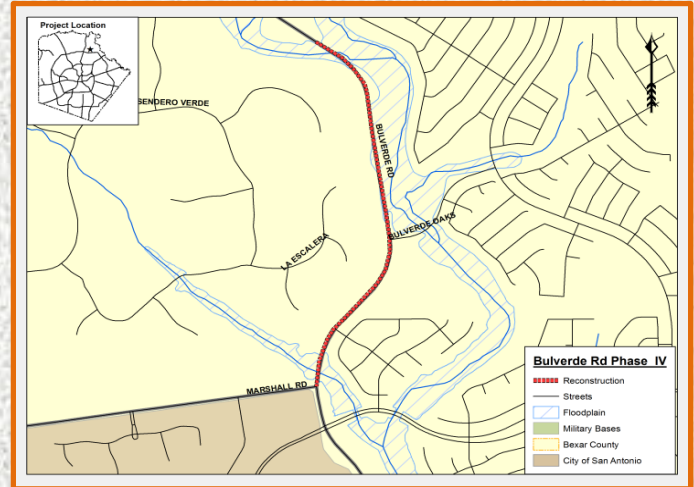 Project Location
SENDERO VERDE
BULVERDE RD
BULVERDE OAKS
LA ESCALERA
MARSHALL RD
Bulverde Rd Phase IV
Reconstruction
Streets
Floodplain
Military Bases
Bexar County
City of San Antonio